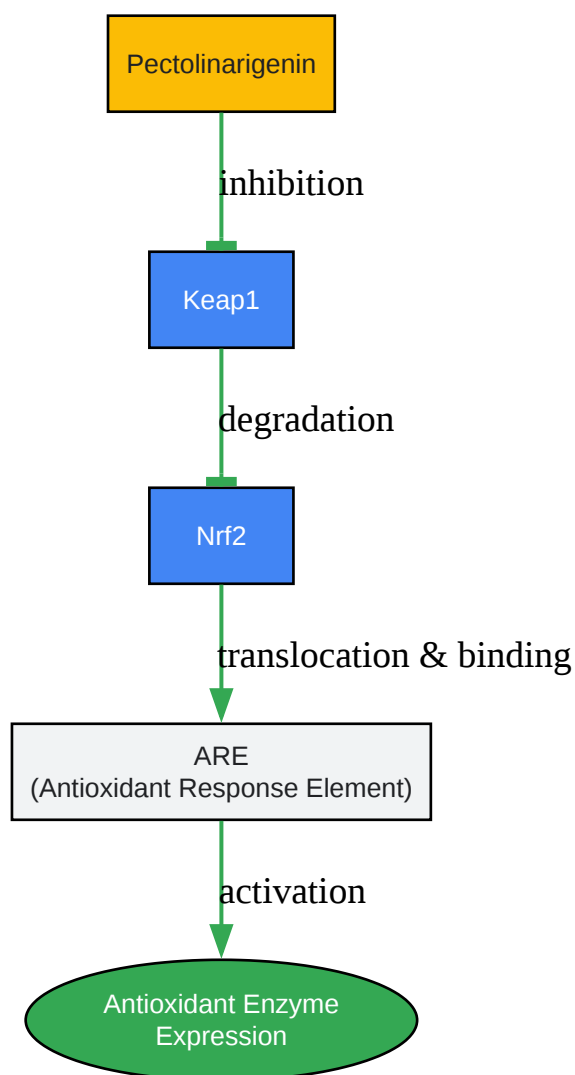 Pectolinarigenin
inhibition
Keap1
degradation
Nrf2
translocation & binding
ARE
(Antioxidant Response Element)
activation
Antioxidant Enzyme
Expression